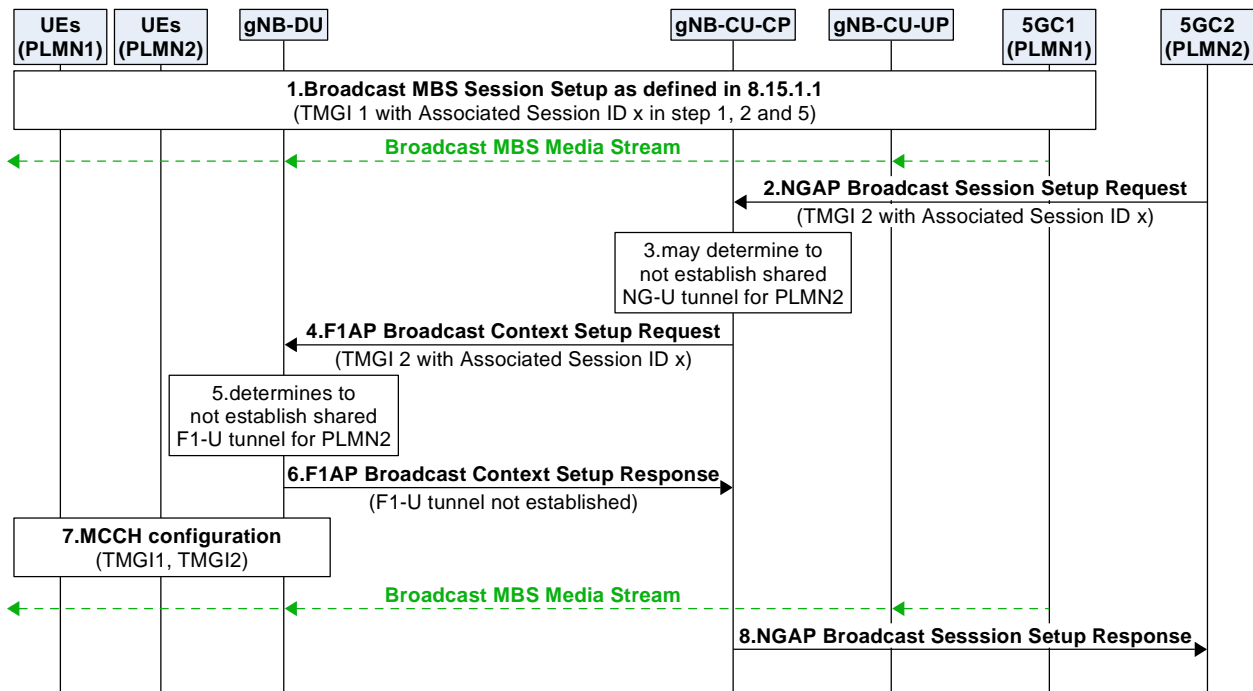 UEs
(PLMN1)
UEs
(PLMN2)
gNB-DU
gNB-CU-CP
gNB-CU-UP
5GC1
(PLMN1)
5GC2
(PLMN2)
1.Broadcast MBS Session Setup as defined in 8.15.1.1
(TMGI 1 with Associated Session ID x in step 1, 2 and 5)
Broadcast MBS Media Stream
2.NGAP Broadcast Session Setup Request
(TMGI 2 with Associated Session ID x)
3.may determine to
not establish shared
NG-U tunnel for PLMN2
4.F1AP Broadcast Context Setup Request
(TMGI 2 with Associated Session ID x)
5.determines to
not establish shared
F1-U tunnel for PLMN2
6.F1AP Broadcast Context Setup Response
(F1-U tunnel not established)
7.MCCH configuration
(TMGI1, TMGI2)
Broadcast MBS Media Stream
8.NGAP Broadcast Sesssion Setup Response